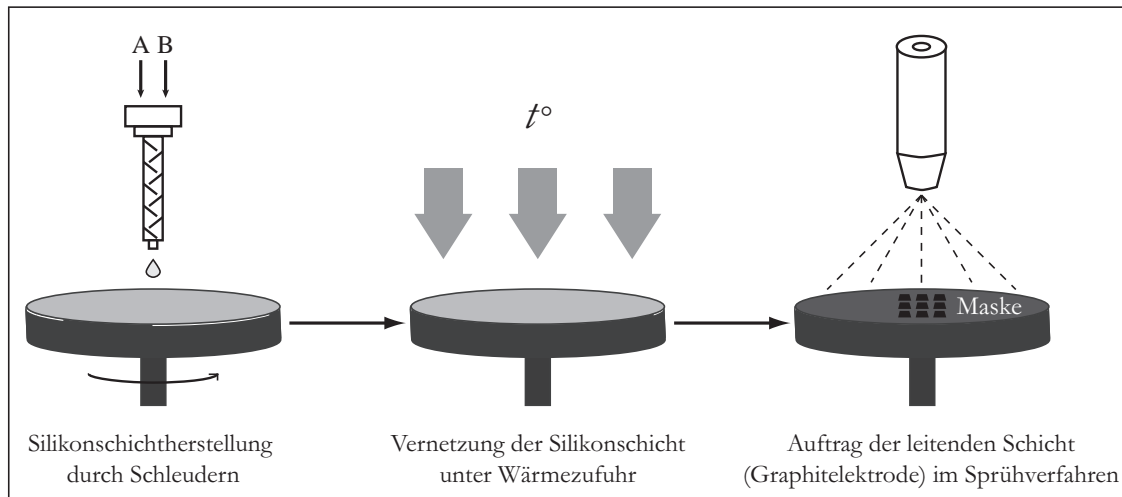 A B
t°
Maske
Silikonschichtherstellung
durch Schleudern
Vernetzung der Silikonschicht
unter Wärmezufuhr
Auftrag der leitenden Schicht
(Graphitelektrode) im Sprühverfahren